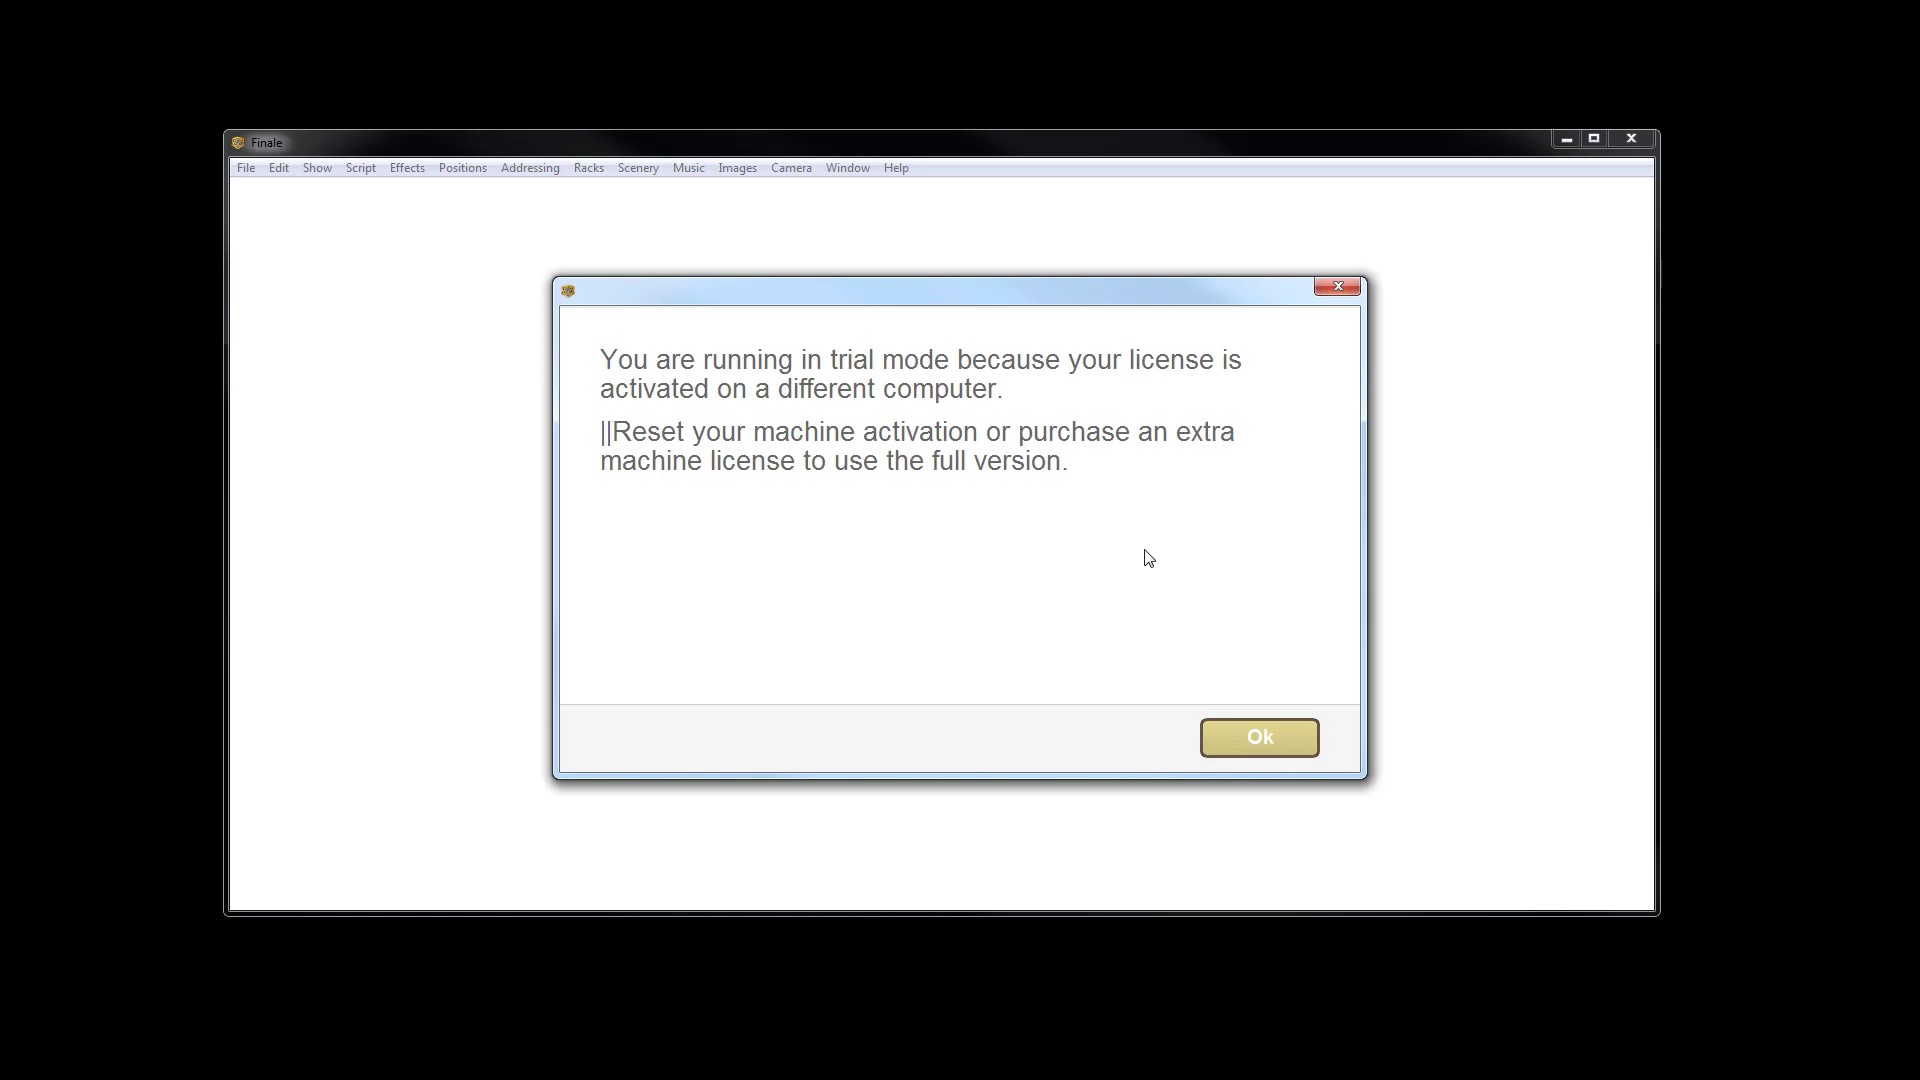 Finale
File Edit Show Script Effects Positions Addressing Racks Scenery Music Images Camera Window Help
You are running in trial mode because your license is
activated on a different computer.
||Reset your machine activation or purchase an extra
machine license to use the full version.
Ok